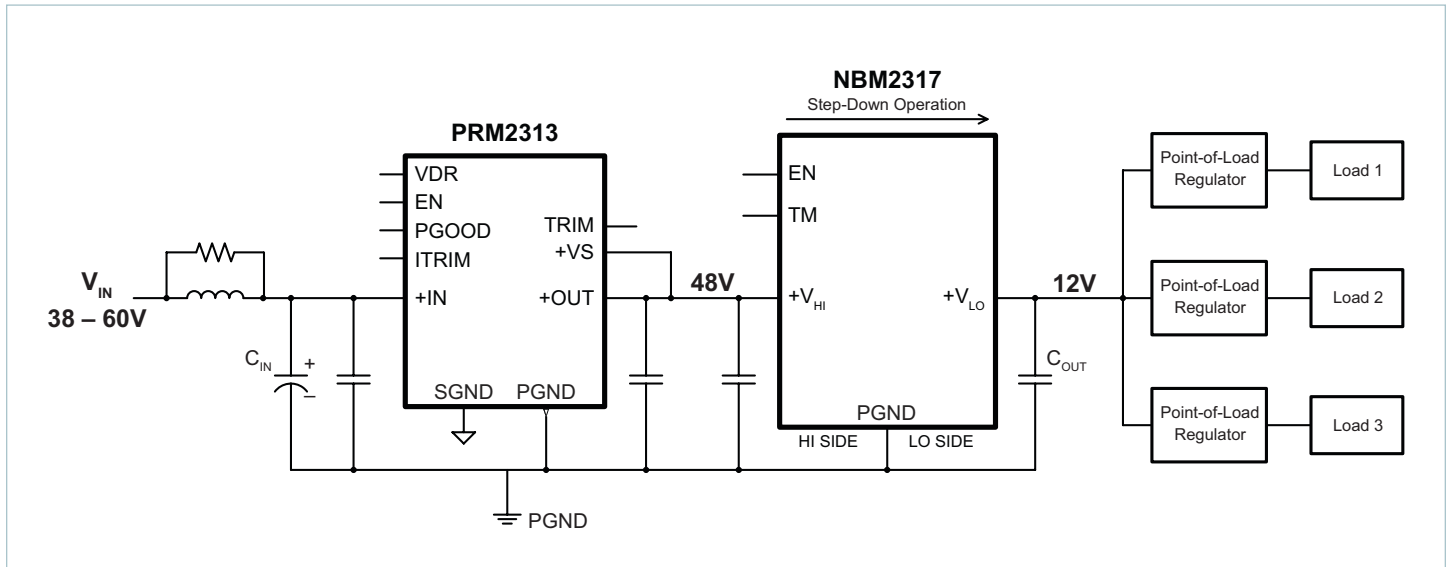 NBM2317
Step-Down Operation
PRM2313
VDR
EN
PGOOD
ITRIM
TRIM
+VS
+IN
+OUT
SGND
PGND
V_IN
38 – 60V
C_IN
+
–
48V
EN
TM
+V_HI
+V_LO
PGND
HI SIDE
LO SIDE
12V
C_OUT
Point-of-Load
Regulator
Load 1
Point-of-Load
Regulator
Load 2
Point-of-Load
Regulator
Load 3
PGND